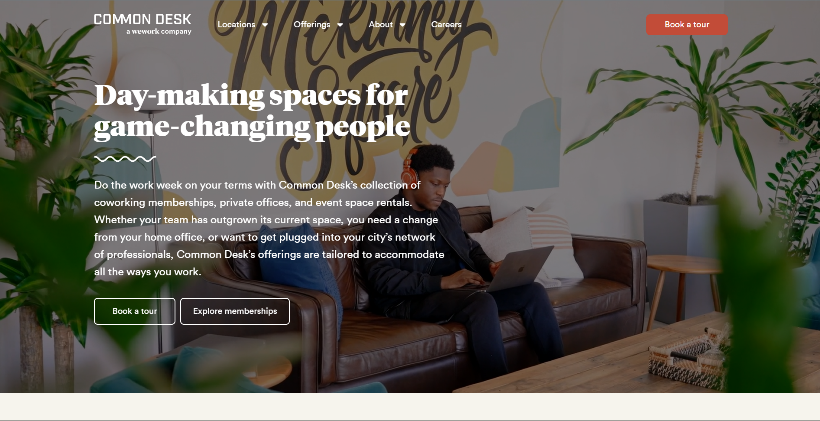 COMMON DESK
a wework company
Locations
Offerings
About
Careers
Book a tour
McKinney
Square
Day-making spaces for
game-changing people
Do the work week on your terms with Common Desk's collection of
coworking memberships, private offices, and event space rentals.
Whether your team has outgrown its current space, you need a change
from your home office, or want to get plugged into your city's network
of professionals, Common Desk's offerings are tailored to accommodate
all the ways you work.
Book a tour
Explore memberships